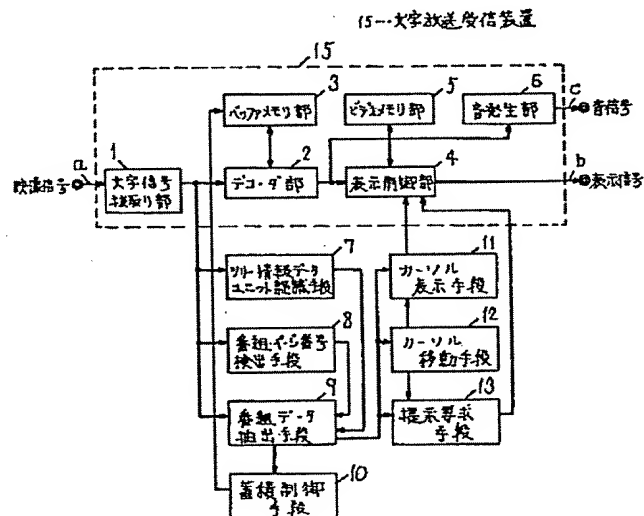 15…文字放送受信装置
15
3
バッファメモリ部
5
ビデオメモリ部
6
音発生部
c
音信号
1
a
映像信号
文字信号
抜取り部
2
デコーダ部
4
表示制御部
b
表示信号
7
ツリー情報データ
ユニット認識手段
11
カーソル
表示手段
8
番組・ページ番号
検出手段
12
カーソル
移動手段
9
番組データ
抽出手段
13
提示要求
手段
10
蓄積制御
手段